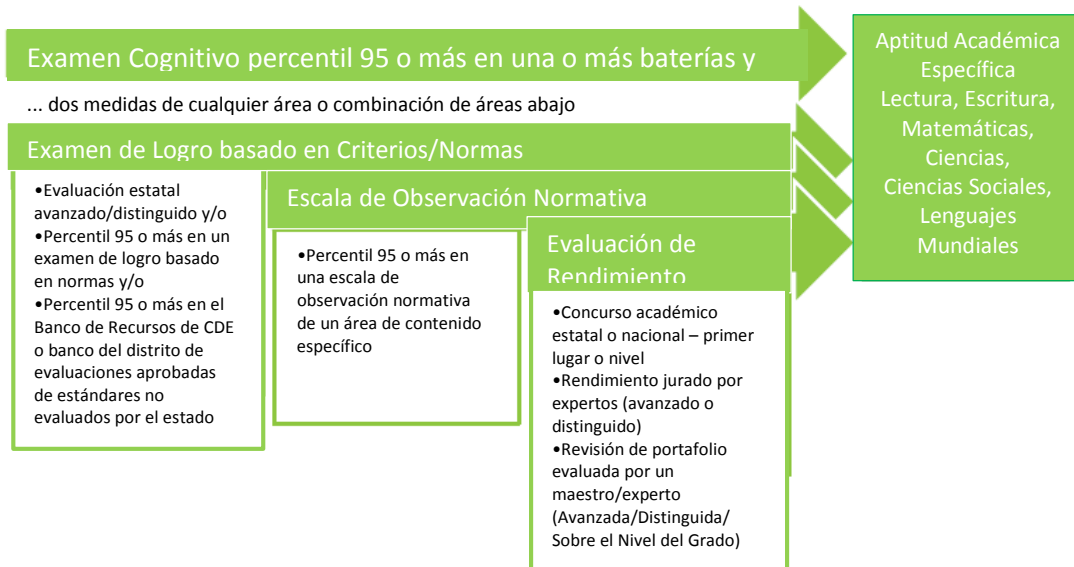 Examen Cognitivo percentil 95 o más en una o más baterías y
... dos medidas de cualquier área o combinación de áreas abajo
Examen de Logro basado en Criterios/Normas
•Evaluación estatal
avanzado/distinguido y/o
•Percentil 95 o más en un
examen de logro basado
en normas y/o
•Percentil 95 o más en el
Banco de Recursos de CDE
o banco del distrito de
evaluaciones aprobadas
de estándares no
evaluados por el estado
Escala de Observación Normativa
•Percentil 95 o más en
una escala de
observación normativa
de un área de contenido
específico
Evaluación de
Rendimiento
•Concurso académico
estatal o nacional – primer
lugar o nivel
•Rendimiento jurado por
expertos (avanzado o
distinguido)
•Revisión de portafolio
evaluada por un
maestro/experto
(Avanzada/Distinguida/
Sobre el Nivel del Grado)
Aptitud Académica
Específica
Lectura, Escritura,
Matemáticas,
Ciencias,
Ciencias Sociales,
Lenguajes
Mundiales